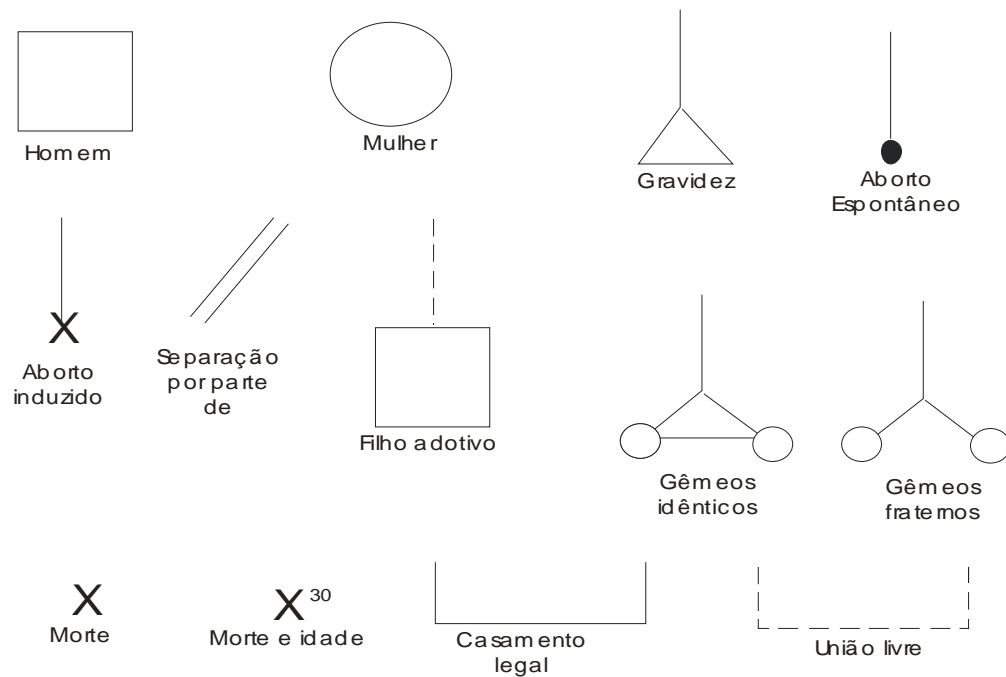 Homem
Mulher
Gravidez
Aborto
Espontâneo
X
Aborto
induzido
Separação
por parte
de
Filho adotivo
Gêmeos
idênticos
Gêmeos
fraternos
X
Morte
X 30
Morte e idade
Casamento
legal
União livre